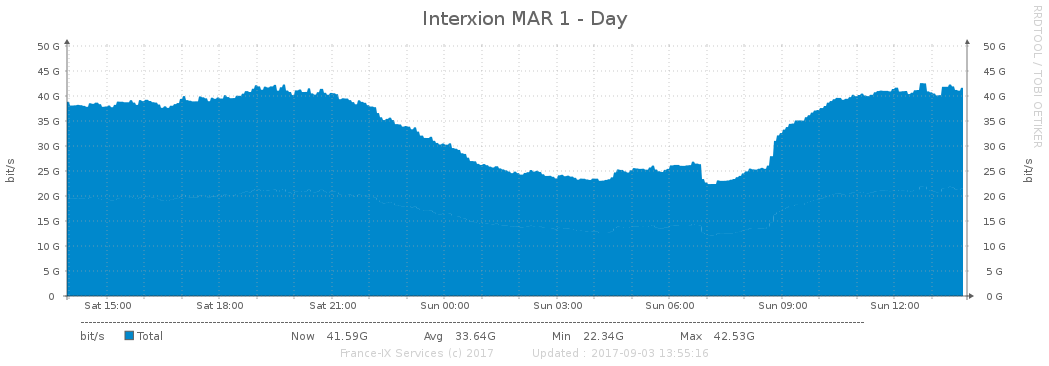 Interxion MAR 1 - Day
RRDTOOL / TOBI OETIKER
50 G 50 G
45 G 45 G
40 G 40 G
35 G 35 G
30 G 30 G
25 G 25 G
20 G 20 G
15 G 15 G
10 G 10 G
5 G 5 G
0 0 G
bit/s bit/s
Sat 15:00 Sat 18:00 Sat 21:00 Sun 00:00 Sun 03:00 Sun 06:00 Sun 09:00 Sun 12:00
bit/s Total Now 41.59G Avg 33.64G Min 22.34G Max 42.53G
France-IX Services (c) 2017 Updated : 2017-09-03 13:55:16